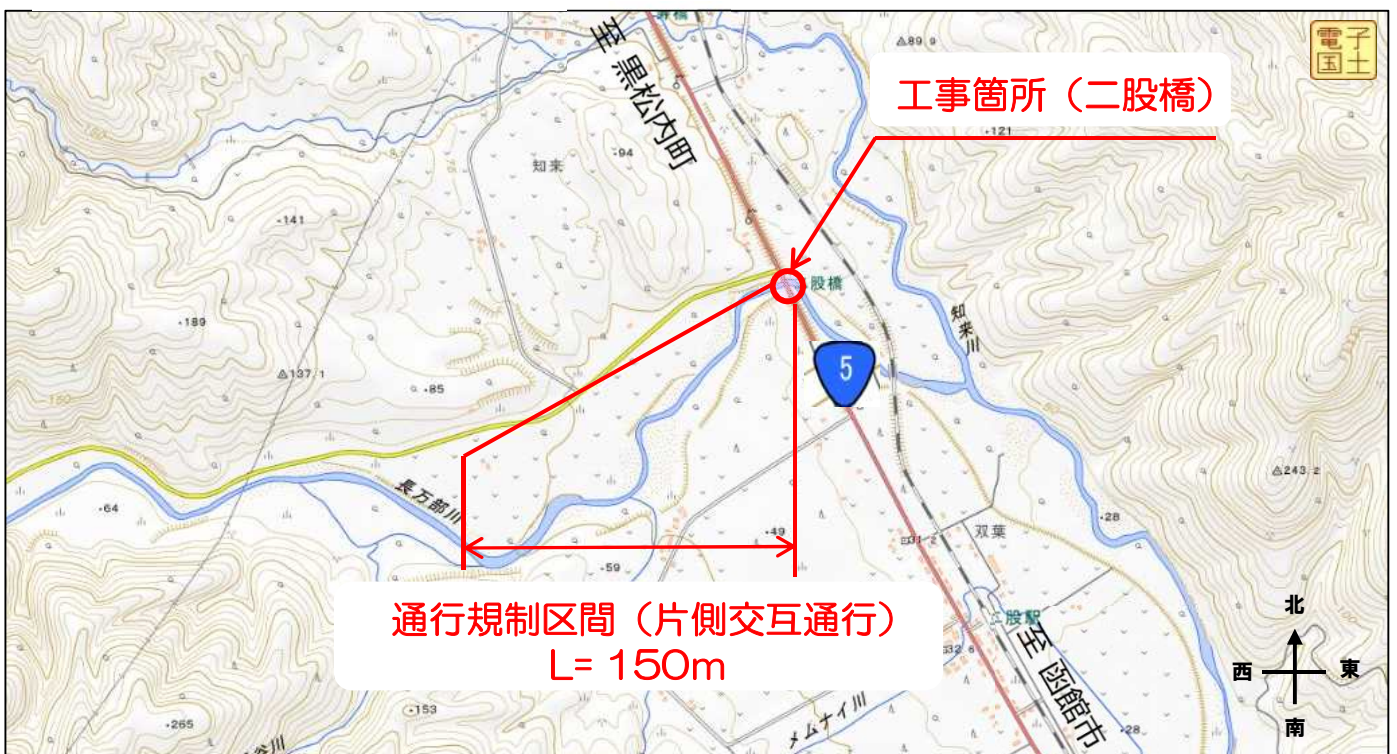 至 黒松内町
△89.9
電子
国土
工事箇所（二股橋）
・121
・94
知来
・141
股橋
知来川
・189
5
△137.1
・85
△243.2
長万部川
・64
・28
・49
双葉
・59
通行規制区間（片側交互通行）
L= 150m
股駅
至 函館市
北
西
東
南
・153
・265
メムナイ川
・28